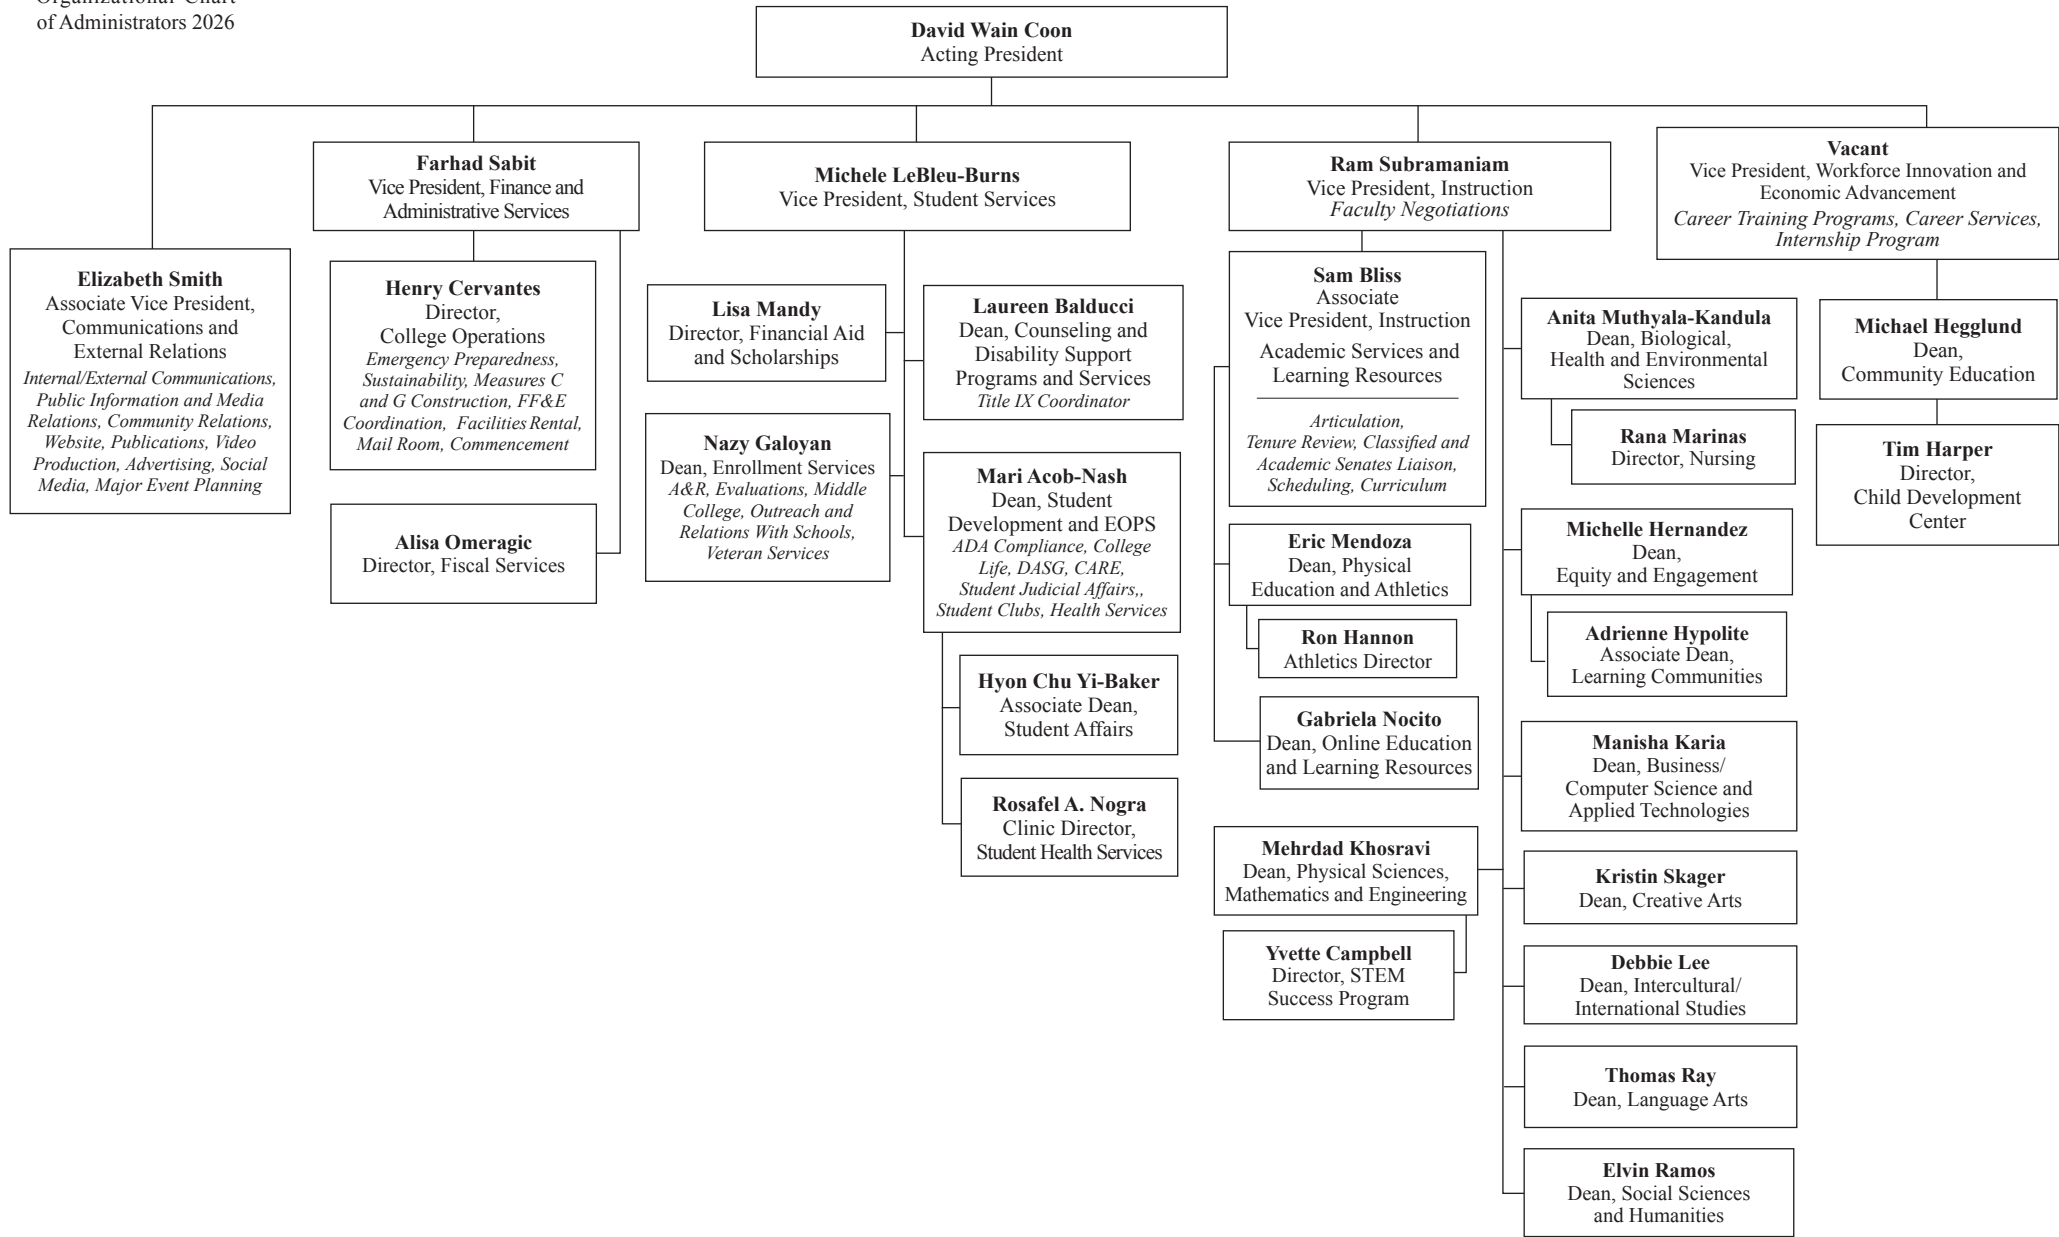 Organizational Chart
of Administrators 2026
David Wain Coon
Acting President
Farhad Sabit
Vice President, Finance and
Administrative Services
Michele LeBleu-Burns
Vice President, Student Services
Ram Subramaniam
Vice President, Instruction
Faculty Negotiations
Vacant
Vice President, Workforce Innovation and
Economic Advancement
Career Training Programs, Career Services,
Internship Program
Elizabeth Smith
Associate Vice President,
Communications and
External Relations
Internal/External Communications,
Public Information and Media
Relations, Community Relations,
Website, Publications, Video
Production, Advertising, Social
Media, Major Event Planning
Henry Cervantes
Director,
College Operations
Emergency Preparedness,
Sustainability, Measures C
and G Construction, FF&E
Coordination, Facilities Rental,
Mail Room, Commencement
Alisa Omeragic
Director, Fiscal Services
Lisa Mandy
Director, Financial Aid
and Scholarships
Nazy Galoyan
Dean, Enrollment Services
A&R, Evaluations, Middle
College, Outreach and
Relations With Schools,
Veteran Services
Laureen Balducci
Dean, Counseling and
Disability Support
Programs and Services
Title IX Coordinator
Mari Acob-Nash
Dean, Student
Development and EOPS
ADA Compliance, College
Life, DASG, CARE,
Student Judicial Affairs,,
Student Clubs, Health Services
Hyon Chu Yi-Baker
Associate Dean,
Student Affairs
Rosafel A. Nogra
Clinic Director,
Student Health Services
Sam Bliss
Associate
Vice President, Instruction
Academic Services and
Learning Resources
Articulation,
Tenure Review, Classified and
Academic Senates Liaison,
Scheduling, Curriculum
Eric Mendoza
Dean, Physical
Education and Athletics
Ron Hannon
Athletics Director
Gabriela Nocito
Dean, Online Education
and Learning Resources
Mehrdad Khosravi
Dean, Physical Sciences,
Mathematics and Engineering
Yvette Campbell
Director, STEM
Success Program
Anita Muthyala-Kandula
Dean, Biological,
Health and Environmental
Sciences
Rana Marinas
Director, Nursing
Michelle Hernandez
Dean,
Equity and Engagement
Adrienne Hypolite
Associate Dean,
Learning Communities
Manisha Karia
Dean, Business/
Computer Science and
Applied Technologies
Kristin Skager
Dean, Creative Arts
Debbie Lee
Dean, Intercultural/
International Studies
Thomas Ray
Dean, Language Arts
Elvin Ramos
Dean, Social Sciences
and Humanities
Michael Hegglund
Dean,
Community Education
Tim Harper
Director,
Child Development
Center